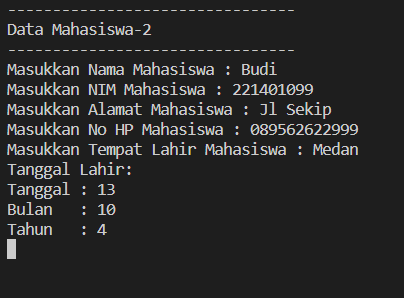 --------------------------------
Data Mahasiswa-2
--------------------------------
Masukkan Nama Mahasiswa : Budi
Masukkan NIM Mahasiswa : 221401099
Masukkan Alamat Mahasiswa : Jl Sekip
Masukkan No HP Mahasiswa : 089562622999
Masukkan Tempat Lahir Mahasiswa : Medan
Tanggal Lahir:
Tanggal : 13
Bulan   : 10
Tahun   : 4